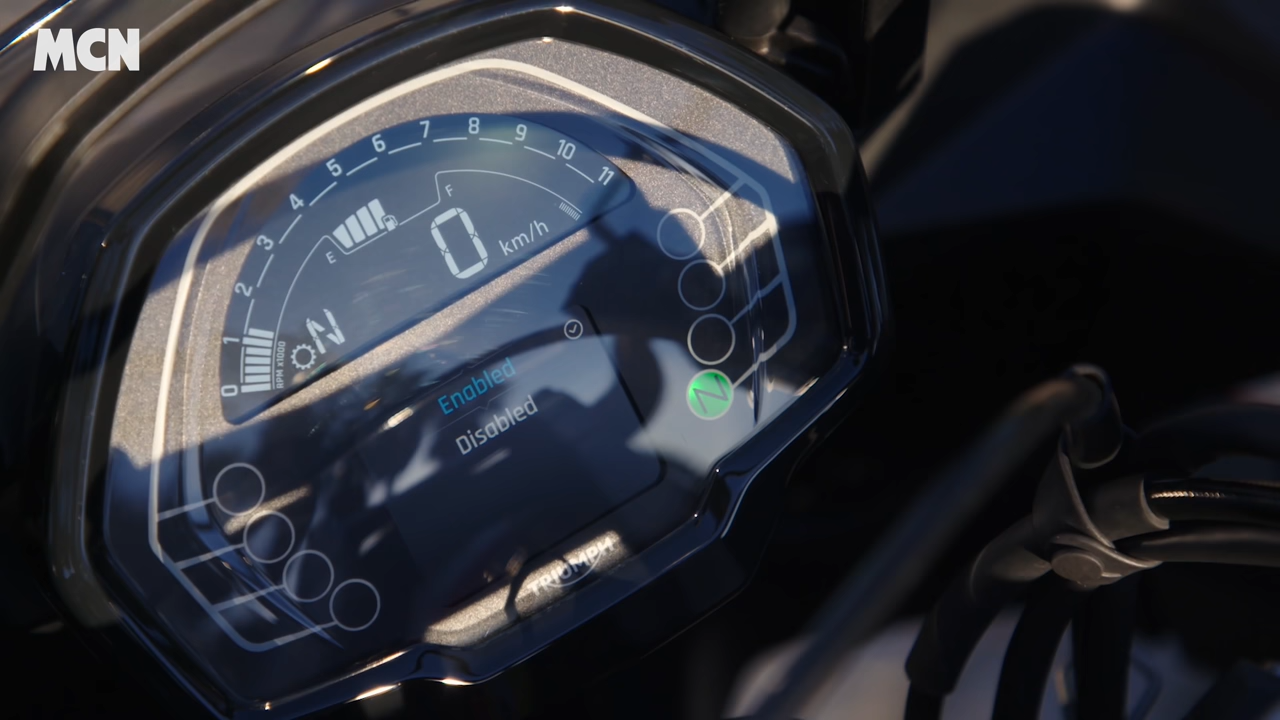 MCN
0 1 2 3 4 5 6 7 8 9 10 11
RPM x1000
E
F
0 km/h
N
Enabled
Disabled
N
TRIUMPH